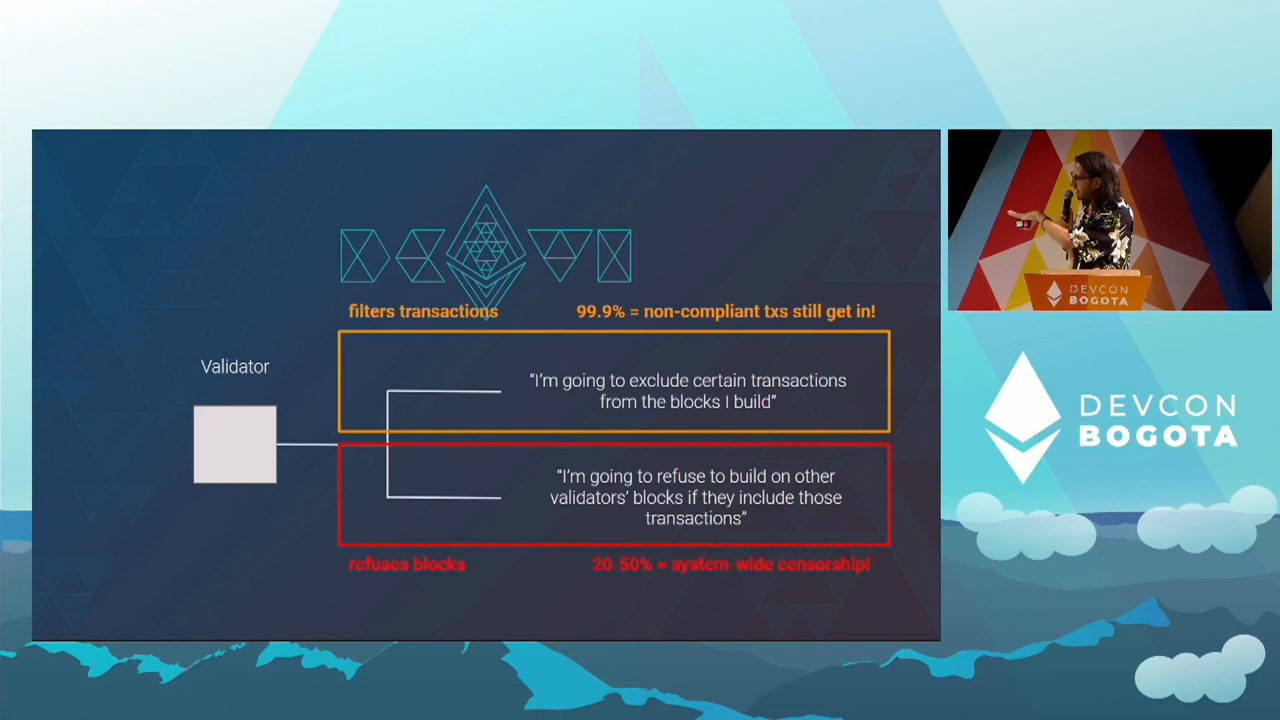 filters transactions
99.9% = non-compliant txs still get in!
Validator
“I’m going to exclude certain transactions
from the blocks I build”
“I’m going to refuse to build on other
validators’ blocks if they include those
transactions”
refuses blocks
20-50% = system-wide censorship!
DEVCON
BOGOTA
DEVCON
BOGOTA